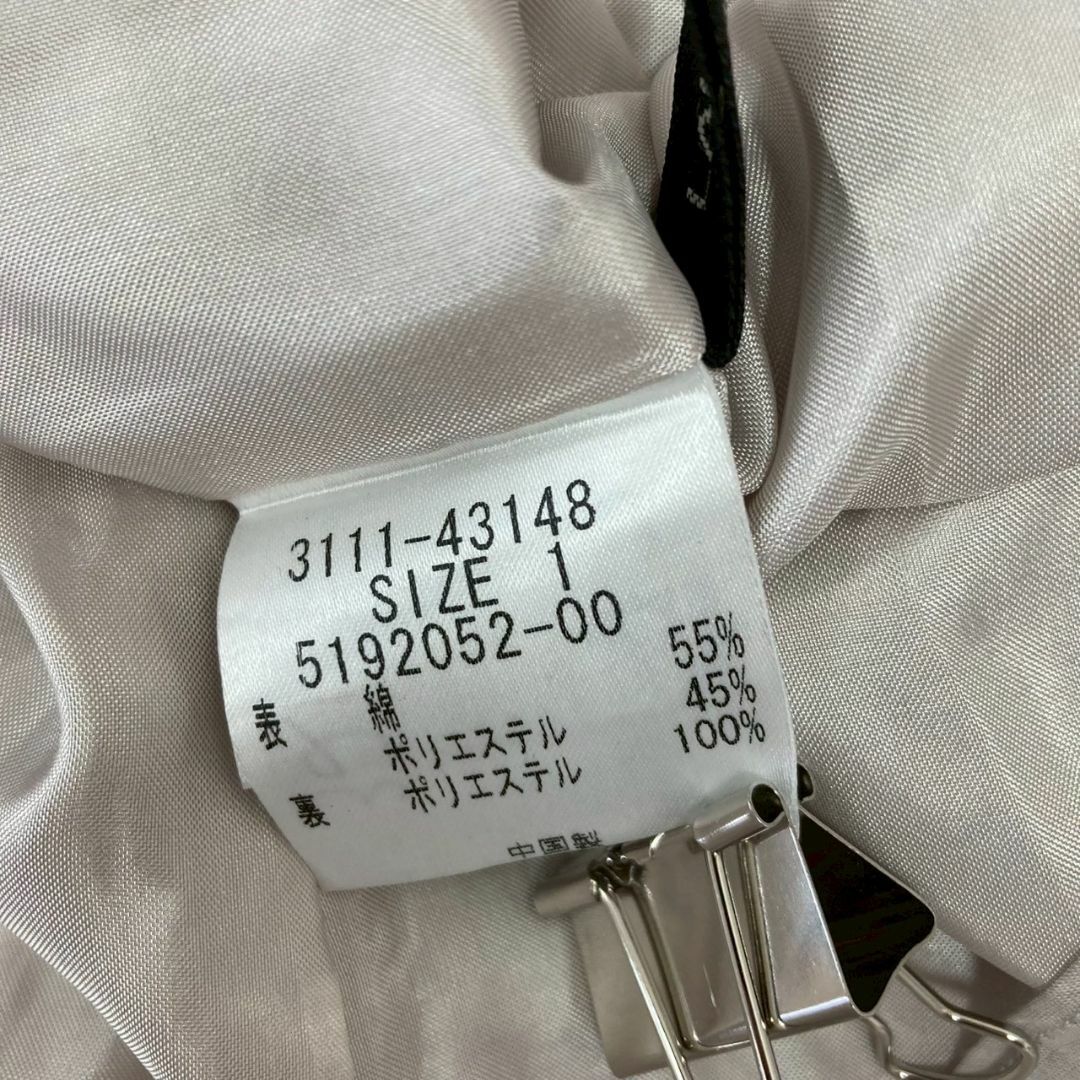 3111-43148
SIZE 1
5192052-00
表 綿 55%
ポリエステル 45%
裏 ポリエステル 100%
中国製